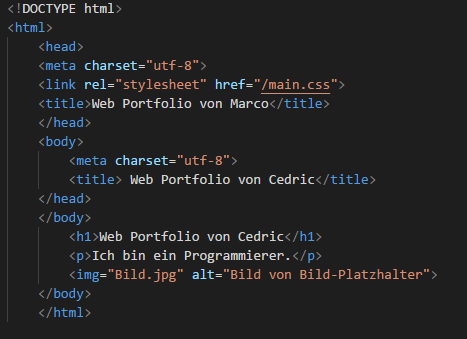 <!DOCTYPE html>
<html>
<head>
<meta charset="utf-8">
<link rel="stylesheet" href="/main.css">
<title>Web Portfolio von Marco</title>
</head>
<body>
<meta charset="utf-8">
<title> Web Portfolio von Cedric</title>
</head>
</body>
<h1>Web Portfolio von Cedric</h1>
<p>Ich bin ein Programmierer.</p>
<img="Bild.jpg" alt="Bild von Bild-Platzhalter">
</body>
</html>